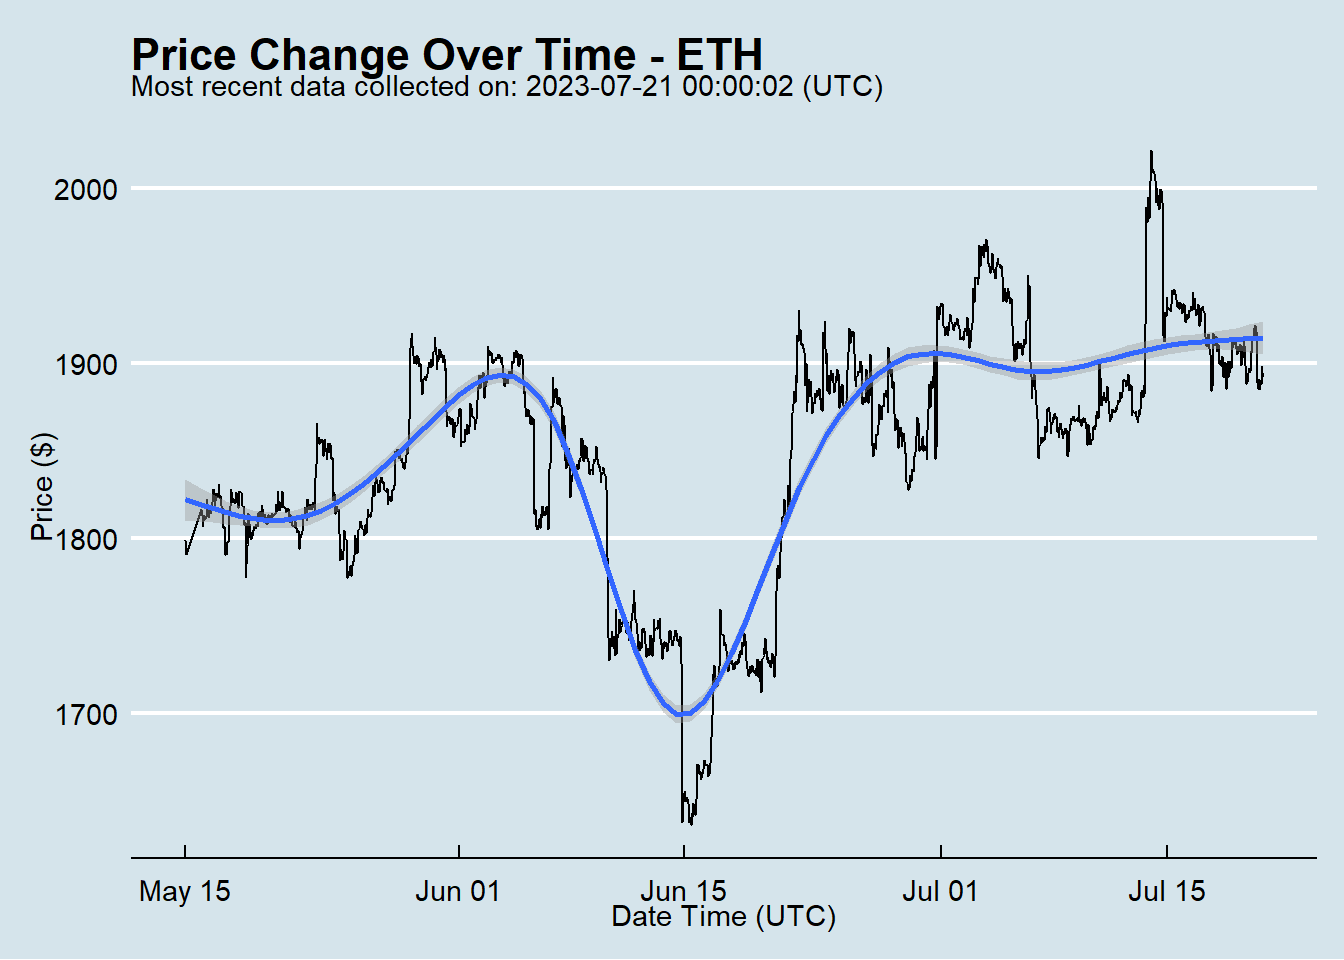 Price Change Over Time - ETH
Most recent data collected on: 2023-07-21 00:00:02 (UTC)
Price ($)
2000
1900
1800
1700
May 15 Jun 01 Jun 15 Jul 01 Jul 15
Date Time (UTC)